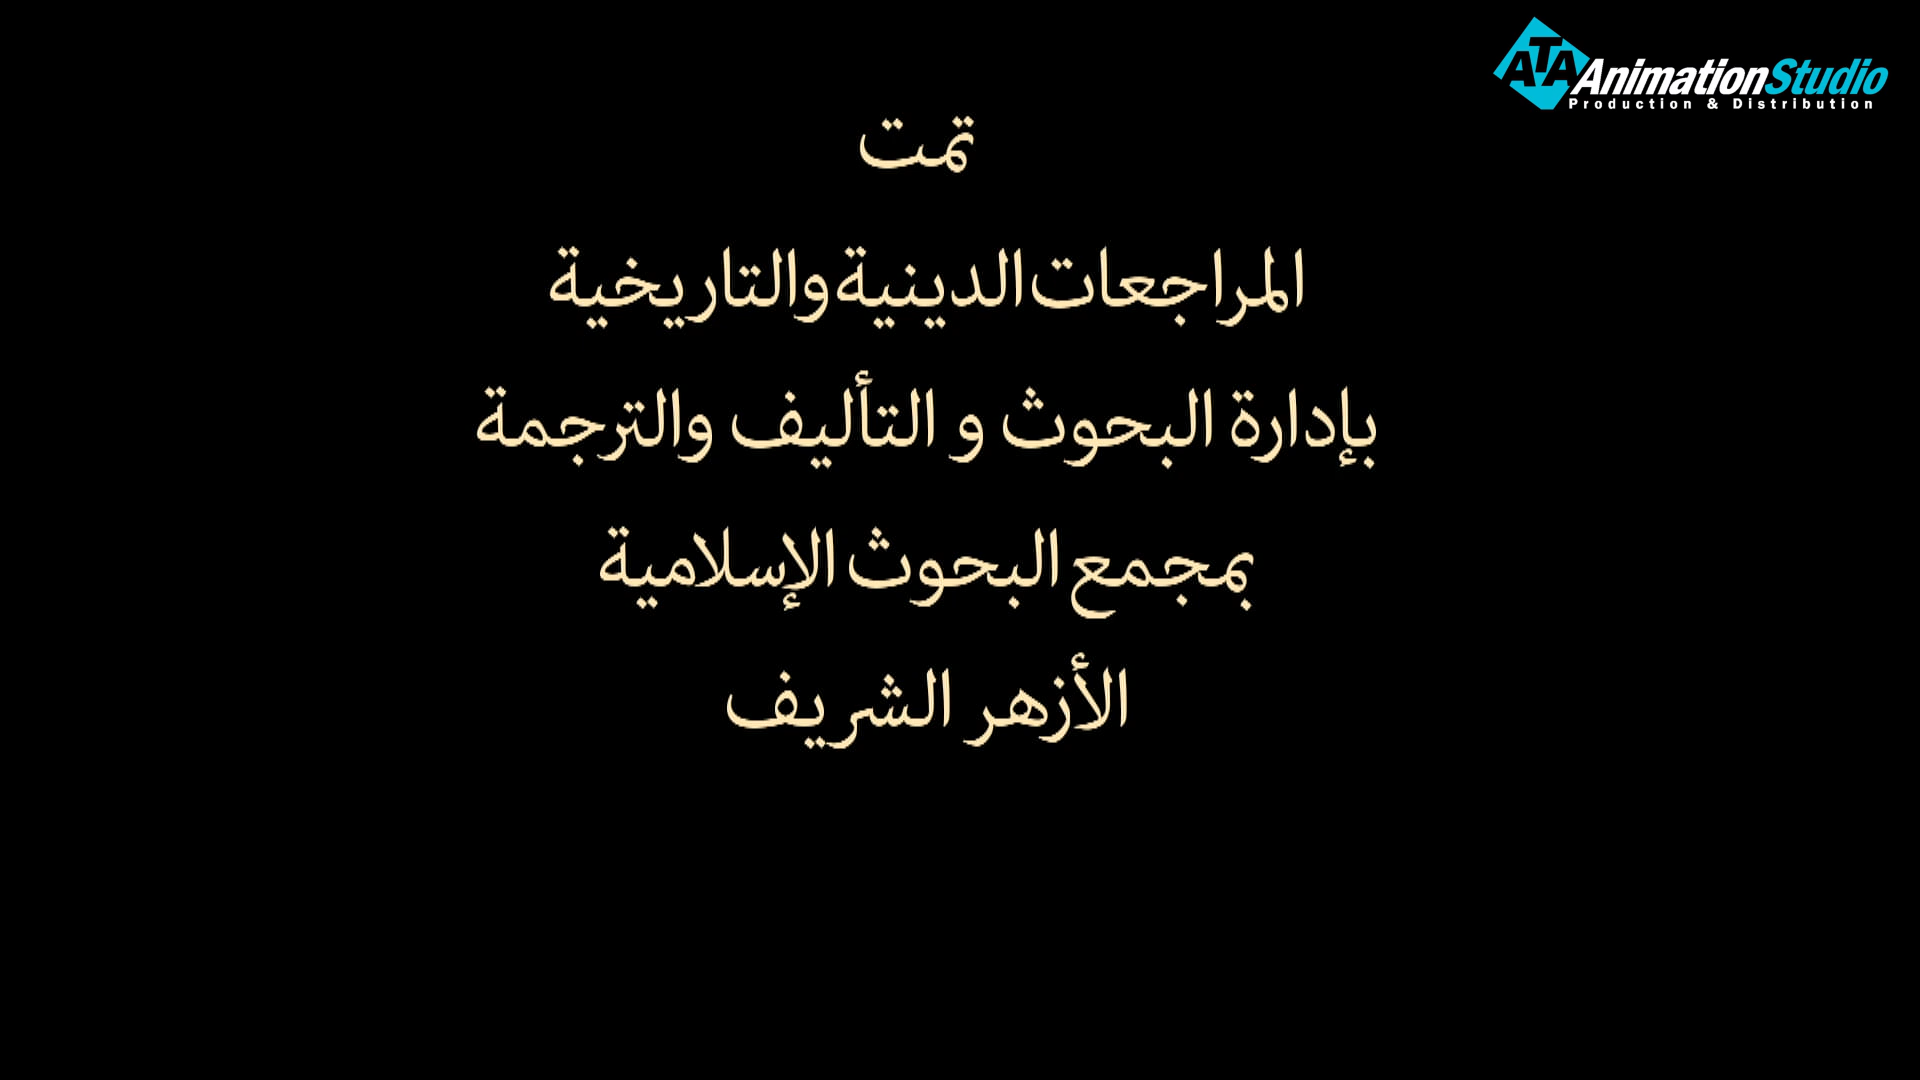 ATA AnimationStudio
Production & Distribution
تمت
المراجعات الدينية والتاريخية
بإدارة البحوث و التأليف والترجمة
بمجمع البحوث الإسلامية
الأزهر الشريف